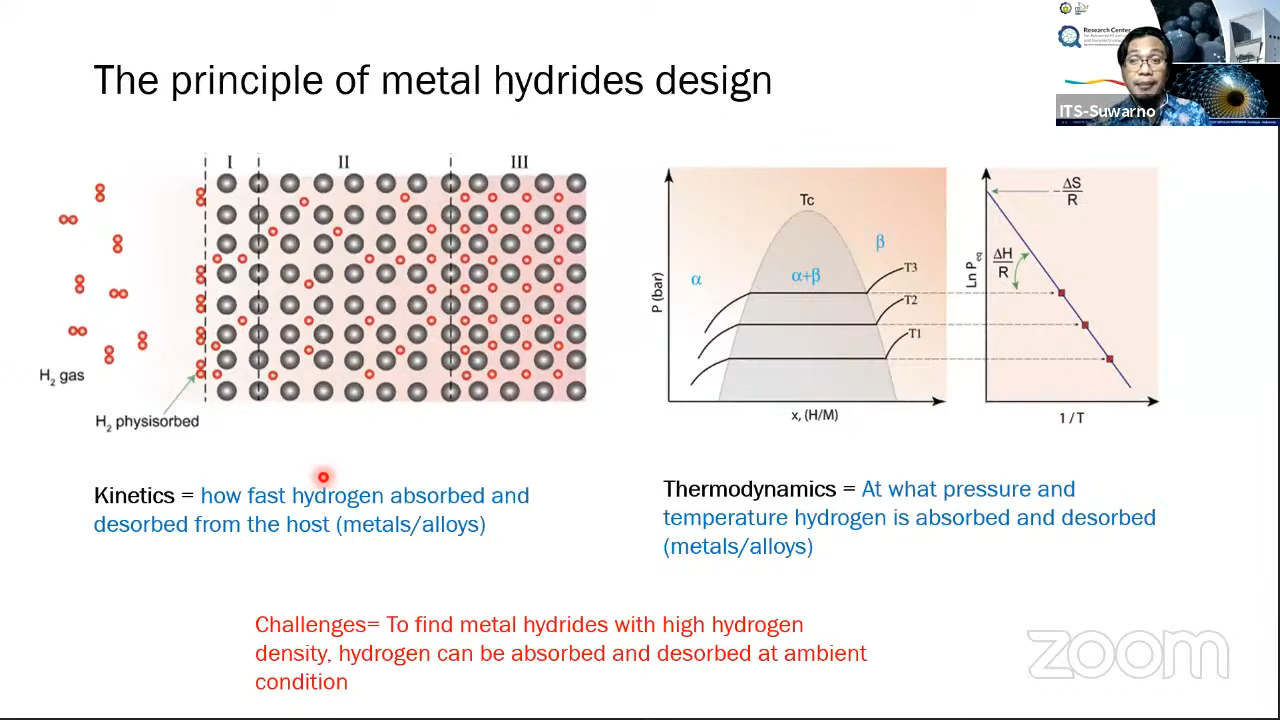 The principle of metal hydrides design
Research Center
ITS-Suwarno
I
II
III
H₂ gas
H₂ physisorbed
P (bar)
Tc
α
α+β
β
T3
T2
T1
x, (H/M)
Ln Peq
ΔS
R
ΔH
R
1/T
Kinetics = how fast hydrogen absorbed and
desorbed from the host (metals/alloys)
Thermodynamics = At what pressure and
temperature hydrogen is absorbed and desorbed
(metals/alloys)
Challenges= To find metal hydrides with high hydrogen
density, hydrogen can be absorbed and desorbed at ambient
condition
zoom